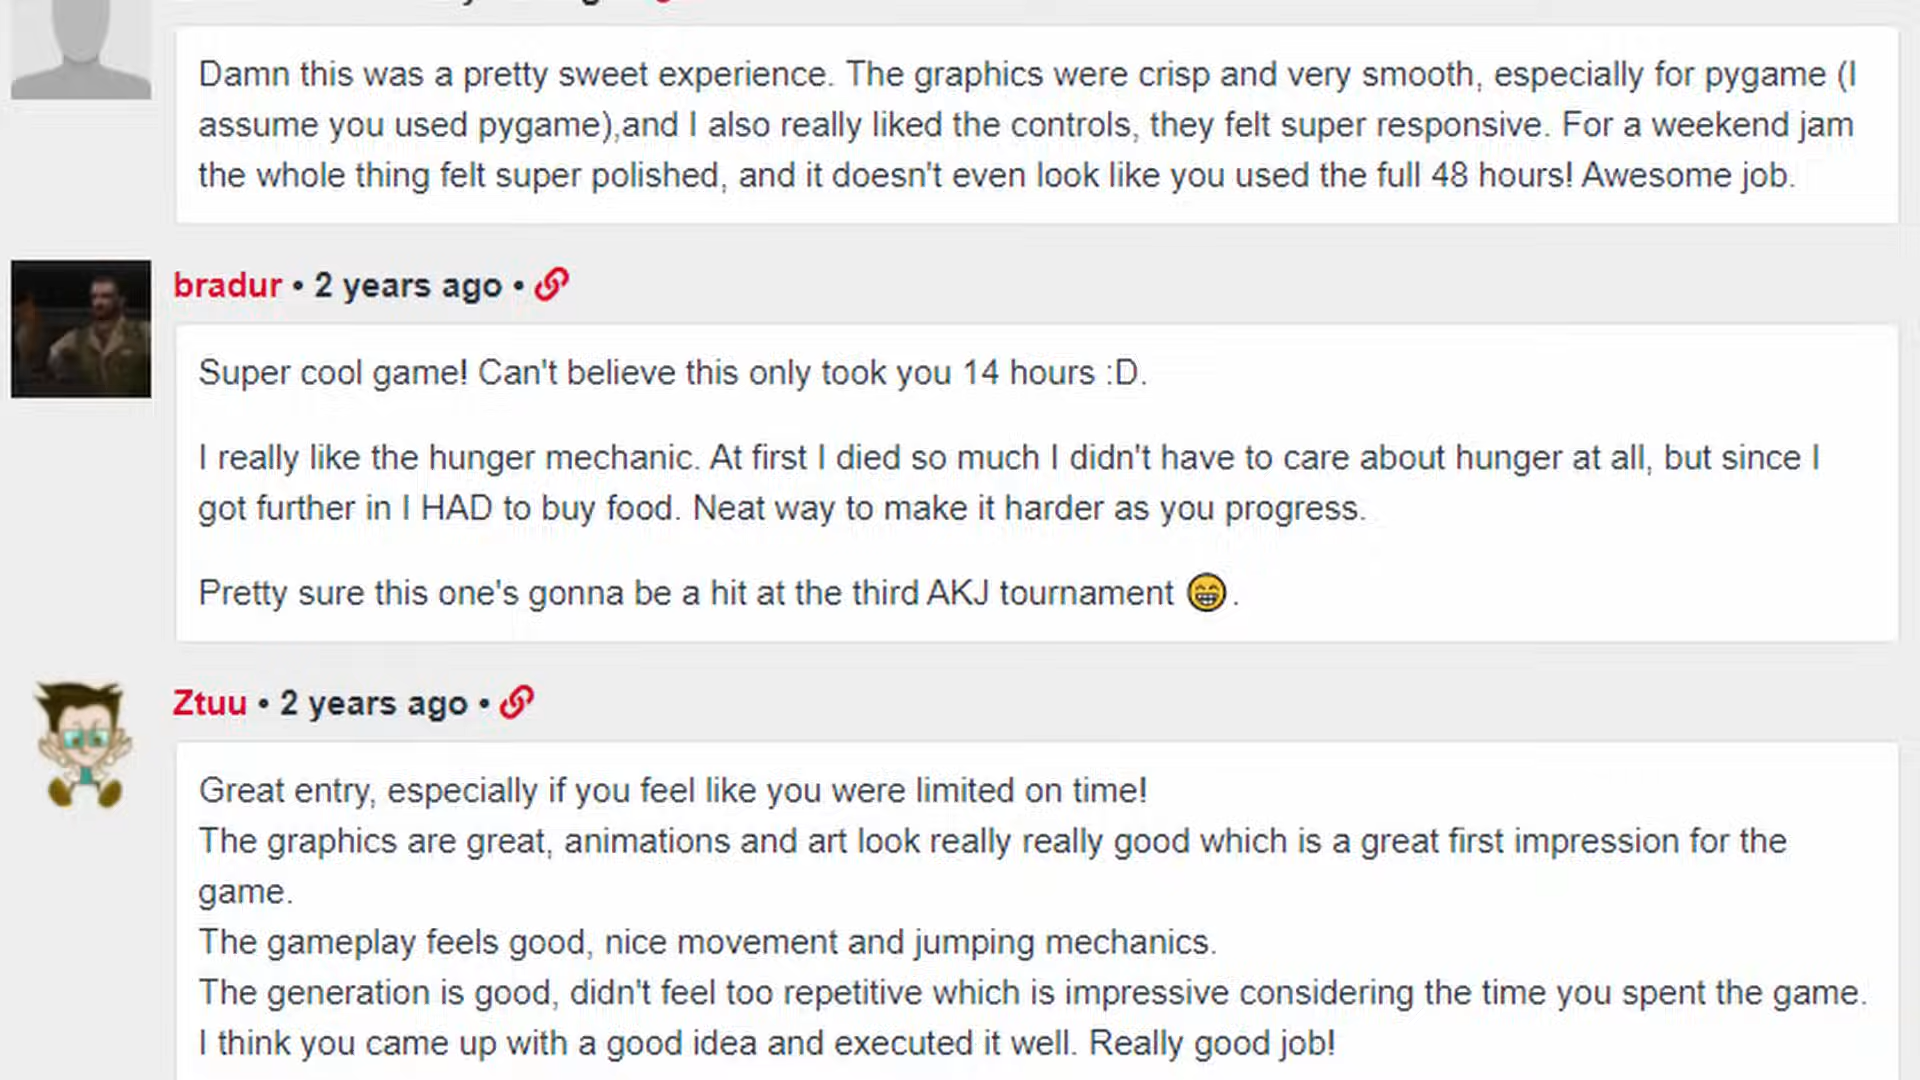 Damn this was a pretty sweet experience. The graphics were crisp and very smooth, especially for pygame (I
assume you used pygame),and I also really liked the controls, they felt super responsive. For a weekend jam
the whole thing felt super polished, and it doesn't even look like you used the full 48 hours! Awesome job.
bradur • 2 years ago •
Super cool game! Can't believe this only took you 14 hours :D.
I really like the hunger mechanic. At first I died so much I didn't have to care about hunger at all, but since I
got further in I HAD to buy food. Neat way to make it harder as you progress.
Pretty sure this one's gonna be a hit at the third AKJ tournament 😁.
Ztuu • 2 years ago •
Great entry, especially if you feel like you were limited on time!
The graphics are great, animations and art look really really good which is a great first impression for the
game.
The gameplay feels good, nice movement and jumping mechanics.
The generation is good, didn't feel too repetitive which is impressive considering the time you spent the game.
I think you came up with a good idea and executed it well. Really good job!